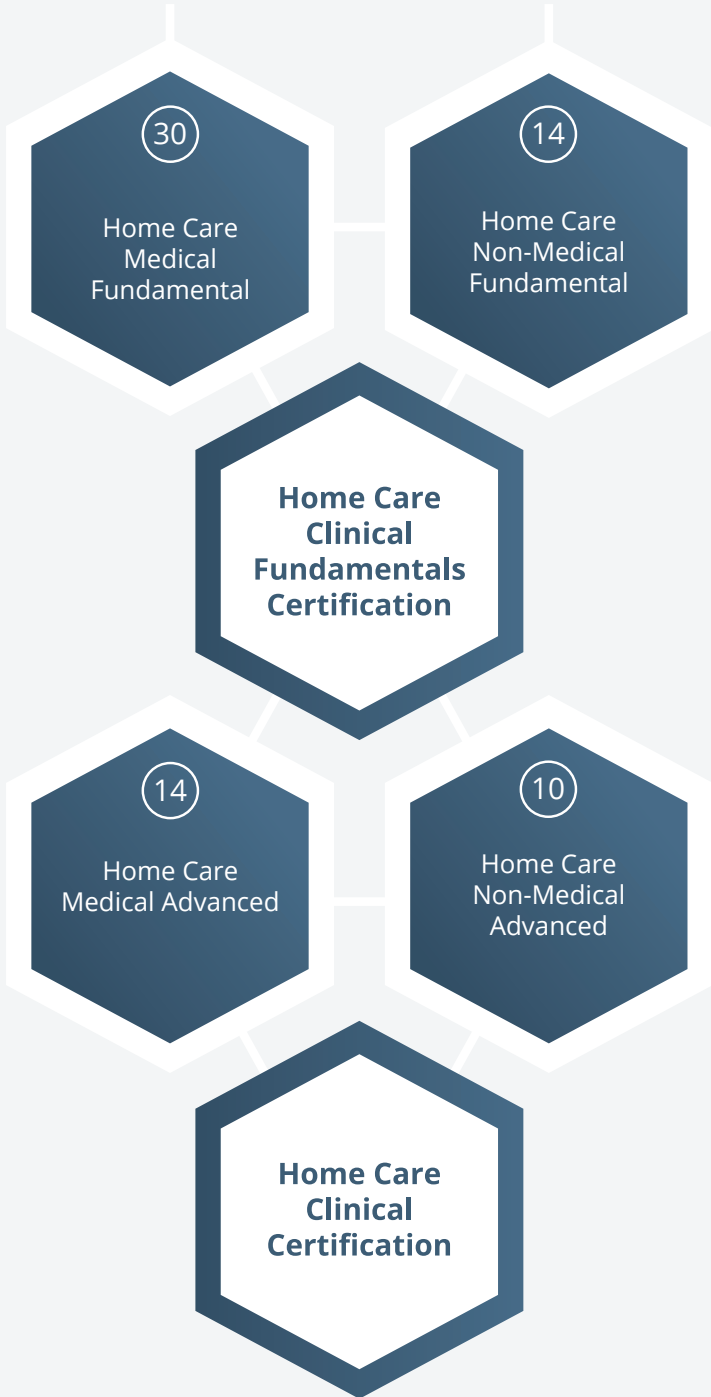 30
Home Care
Medical
Fundamental
14
Home Care
Non-Medical
Fundamental
Home Care
Clinical
Fundamentals
Certification
14
Home Care
Medical Advanced
10
Home Care
Non-Medical
Advanced
Home Care
Clinical
Certification